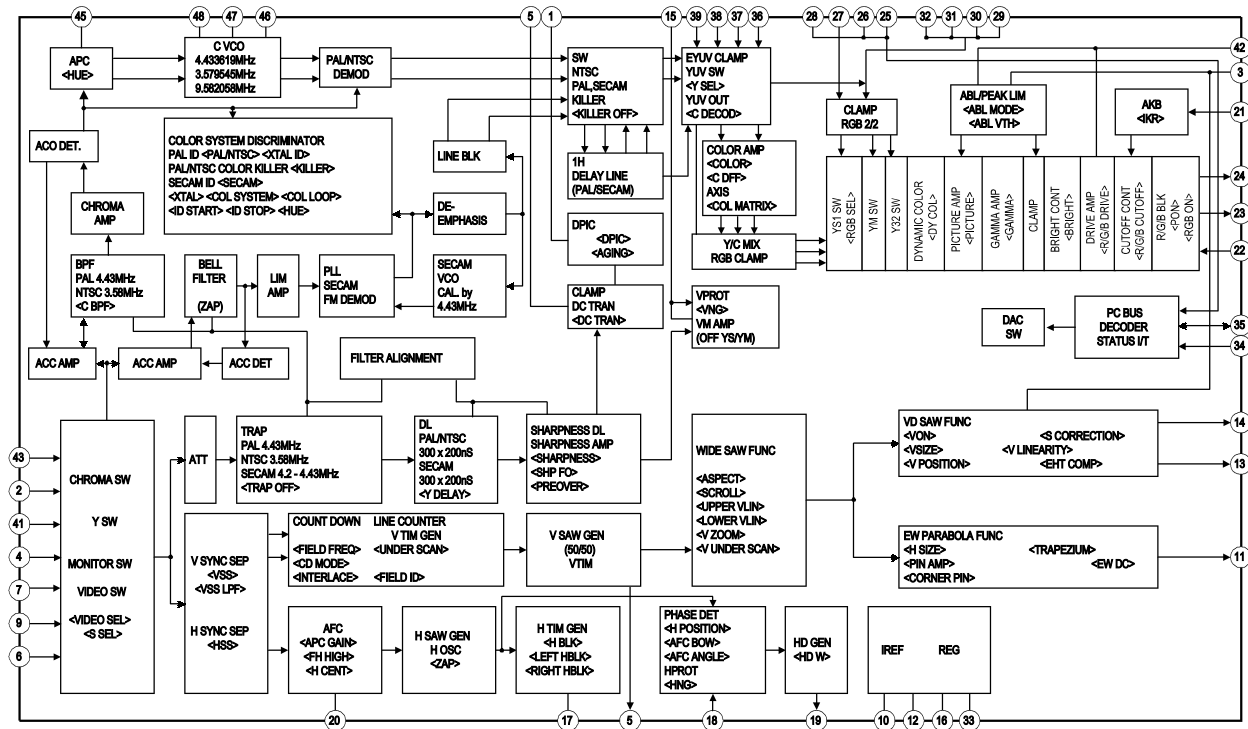 45
48
47
46
5
1
15
39
38
37
36
28
27
26
25
32
31
30
29
APC
<HUE>
C VCO
4.433619MHz
3.579545MHz
9.582058MHz
PAL/NTSC
DEMOD
SW
NTSC
PAL,SECAM
KILLER
<KILLER OFF>
EYUV CLAMP
YUV SW
<Y SEL>
YUV OUT
<C DECOD>
CLAMP
RGB 2/2
ABL/PEAK LIM
<ABL MODE>
<ABL VTH>
AKB
<IKR>
42
3
21
24
23
22
35
34
14
13
11
ACO DET.
COLOR SYSTEM DISCRIMINATOR
PAL ID <PAL/NTSC> <XTAL ID>
PAL/NTSC COLOR KILLER <KILLER>
SECAM ID <SECAM>
<XTAL> <COL SYSTEM> <COL LOOP>
<ID START> <ID STOP> <HUE>
LINE BLK
1H
DELAY LINE
(PAL/SECAM)
COLOR AMP
<COLOR>
<C DFF>
AXIS
<COL MATRIX>
YS1 SW
<RGB SEL>
YM SW
Y32 SW
DYNAMIC COLOR
<DY COL>
PICTURE AMP
<PICTURE>
GAMMA AMP
<GAMMA>
CLAMP
BRIGHT CONT
<BRIGHT>
DRIVE AMP
<R/G/B DRIVE>
CUTOFF CONT
<R/G/B CUTOFF>
R/G/B BLK
<PON>
<RGB ON>
CHROMA
AMP
DE-
EMPHASIS
DPIC
<DPIC>
<AGING>
Y/C MIX
RGB CLAMP
BPF
PAL 4.43MHz
NTSC 3.58MHz
<C BPF>
BELL
FILTER
(ZAP)
LIM
AMP
PLL
SECAM
FM DEMOD
SECAM
VCO
CAL. by
4.43MHz
CLAMP
DC TRAN
<DC TRAN>
VPROT
<VNG>
VM AMP
(OFF YS/YM)
DAC
SW
PC BUS
DECODER
STATUS I/T
ACC AMP
ACC AMP
ACC DET
FILTER ALIGNMENT
43
2
41
4
7
9
6
CHROMA SW
Y SW
MONITOR SW
VIDEO SW
<VIDEO SEL>
<S SEL>
ATT
TRAP
PAL 4.43MHz
NTSC 3.58MHz
SECAM 4.2 - 4.43MHz
<TRAP OFF>
DL
PAL/NTSC
300 x 200nS
SECAM
300 x 200nS
<Y DELAY>
SHARPNESS DL
SHARPNESS AMP
<SHARPNESS>
<SHP FO>
<PREOVER>
WIDE SAW FUNC
<ASPECT>
<SCROLL>
<UPPER VLIN>
<LOWER VLIN>
<V ZOOM>
<V UNDER SCAN>
VD SAW FUNC
<VON> <S CORRECTION>
<VSIZE> <V LINEARITY>
<V POSITION> <EHT COMP>
V SYNC SEP
<VSS>
<VSS LPF>
H SYNC SEP
<HSS>
COUNT DOWN LINE COUNTER
V TIM GEN
<FIELD FREQ> <UNDER SCAN>
<CD MODE>
<INTERLACE> <FIELD ID>
V SAW GEN
(50/50)
VTIM
EW PARABOLA FUNC
<H SIZE> <TRAPEZIUM>
<PIN AMP> <EW DC>
<CORNER PIN>
AFC
<APC GAIN>
<FH HIGH>
<H CENT>
H SAW GEN
H OSC
<ZAP>
H TIM GEN
<H BLK>
<LEFT HBLK>
<RIGHT HBLK>
PHASE DET
<H POSITION>
<AFC BOW>
<AFC ANGLE>
HPROT
<HNG>
HD GEN
<HD W>
IREF REG
20
17
5
18
19
10
12
16
33